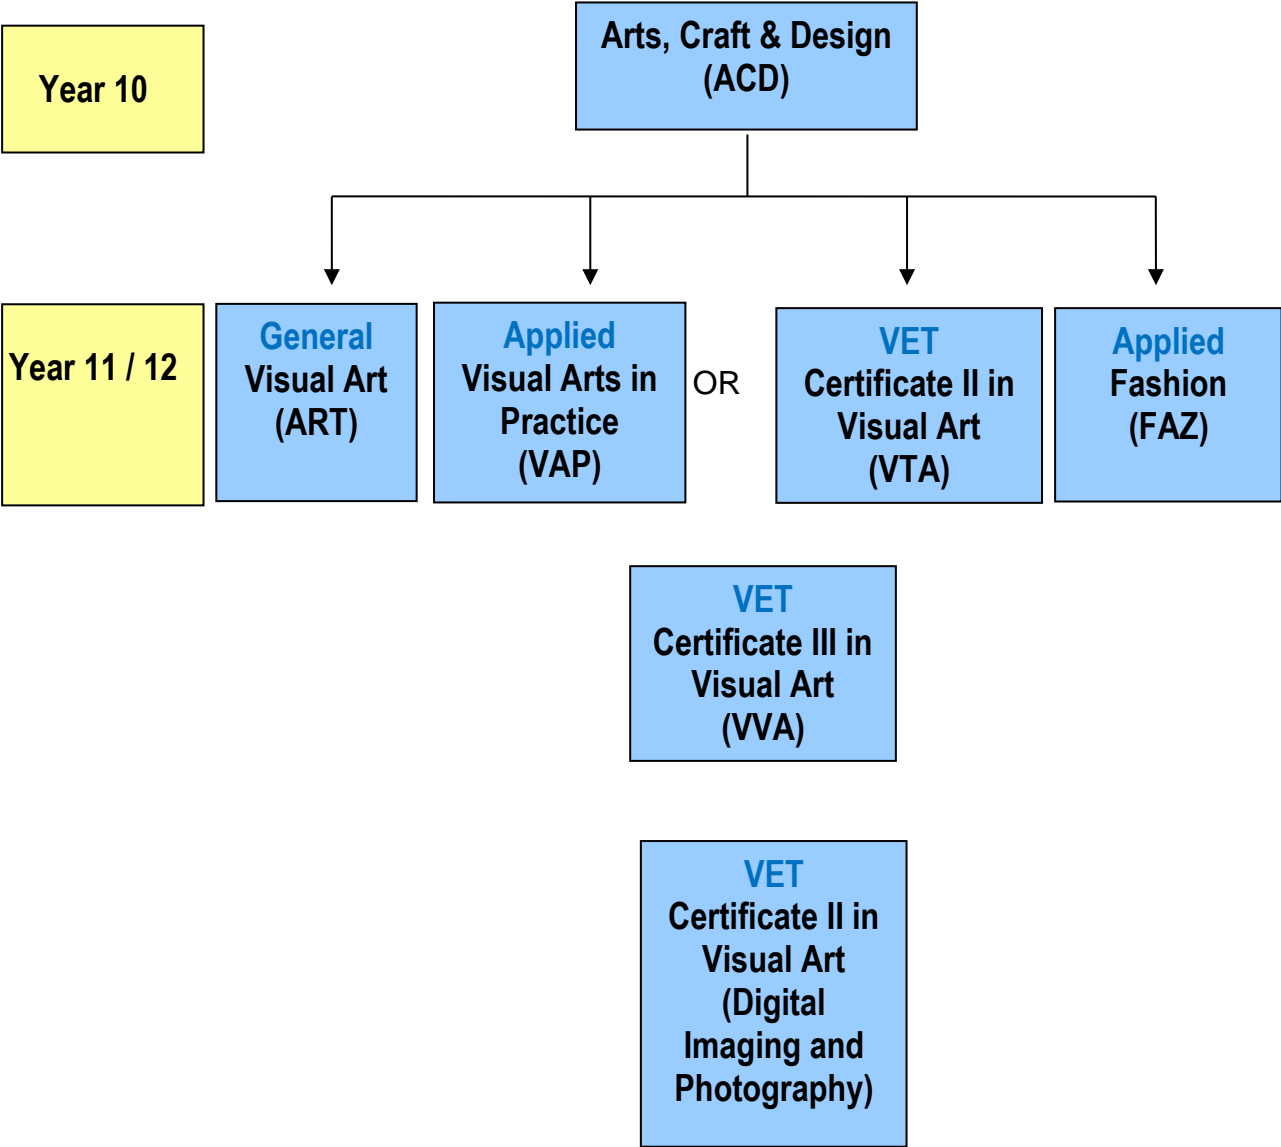 Arts, Craft & Design
(ACD)
Year 10
Year 11 / 12
General
Visual Art
(ART)
Applied
Visual Arts in
Practice
(VAP)
OR
VET
Certificate II in
Visual Art
(VTA)
Applied
Fashion
(FAZ)
VET
Certificate III in
Visual Art
(VVA)
VET
Certificate II in
Visual Art
(Digital
Imaging and
Photography)